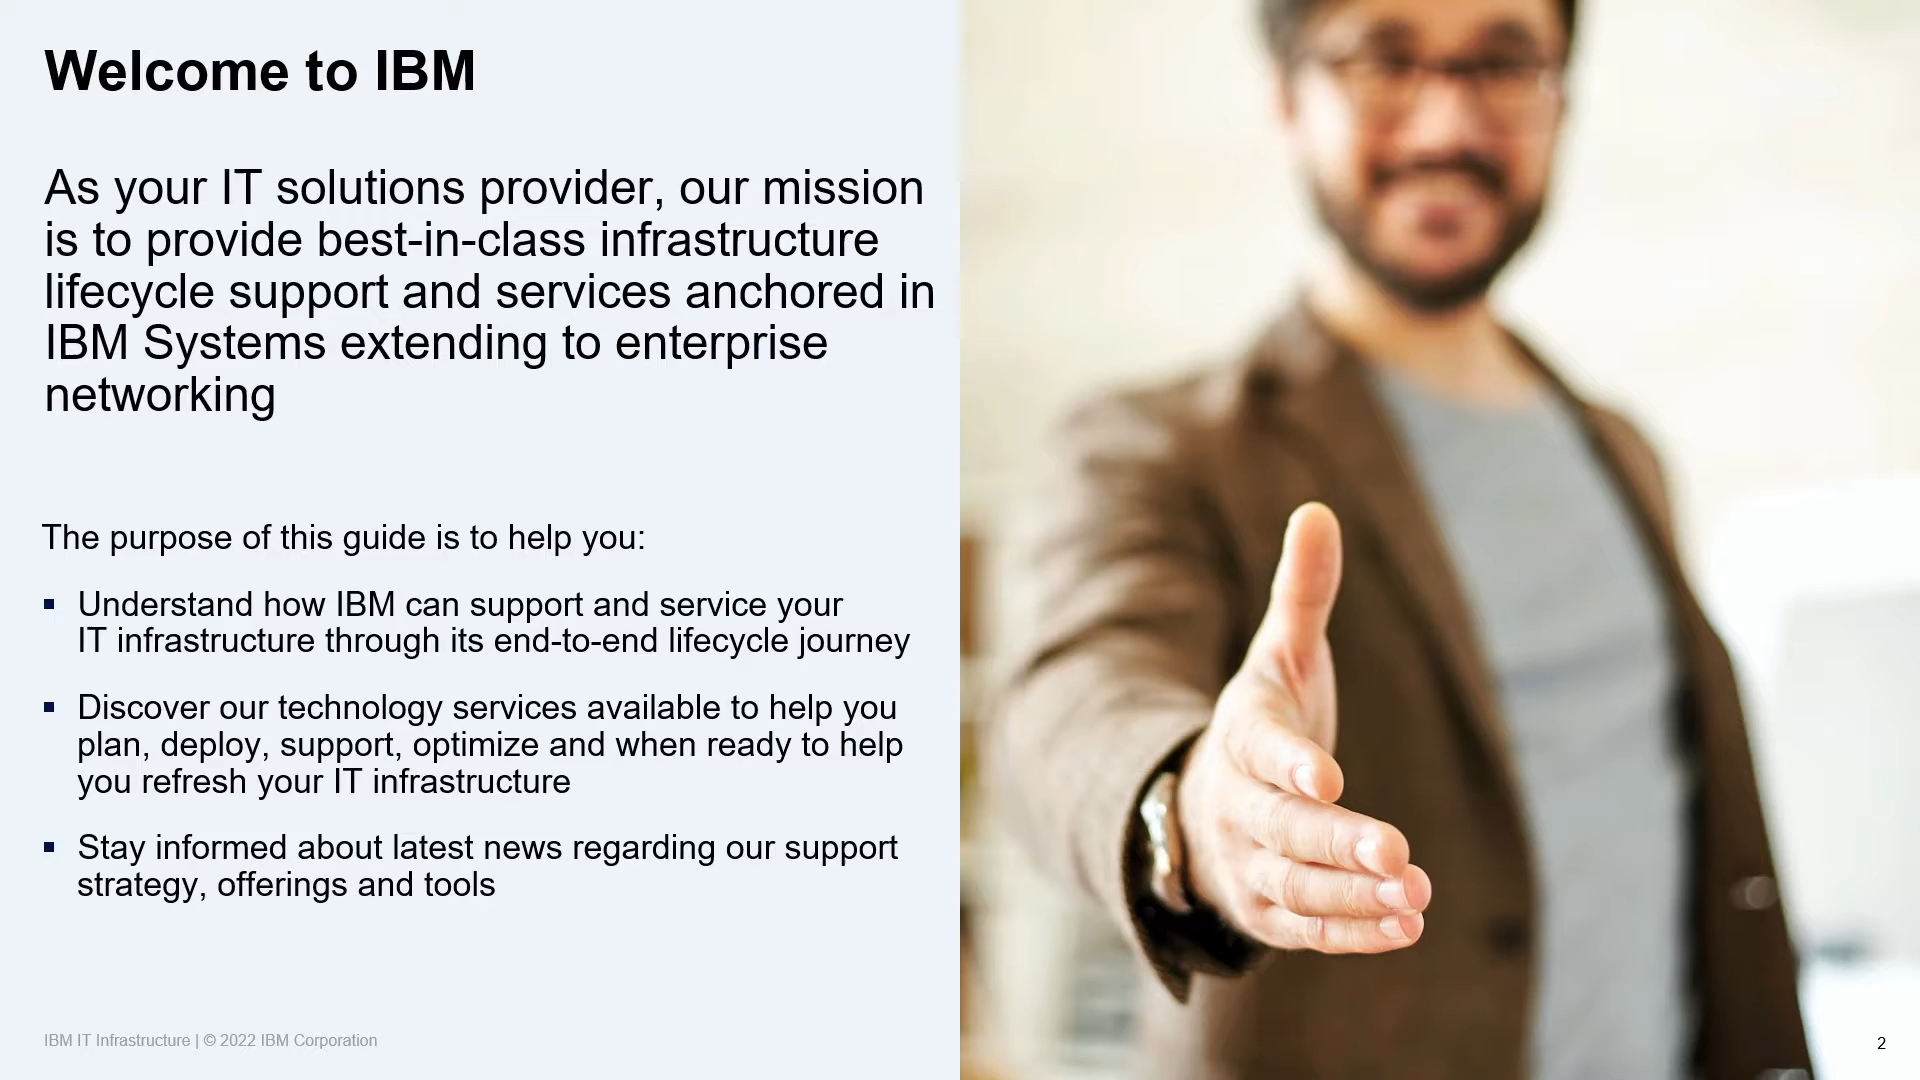 Welcome to IBM
As your IT solutions provider, our mission
is to provide best-in-class infrastructure
lifecycle support and services anchored in
IBM Systems extending to enterprise
networking
The purpose of this guide is to help you:
▪ Understand how IBM can support and service your
IT infrastructure through its end-to-end lifecycle journey
▪ Discover our technology services available to help you
plan, deploy, support, optimize and when ready to help
you refresh your IT infrastructure
▪ Stay informed about latest news regarding our support
strategy, offerings and tools
IBM IT Infrastructure | © 2022 IBM Corporation
2